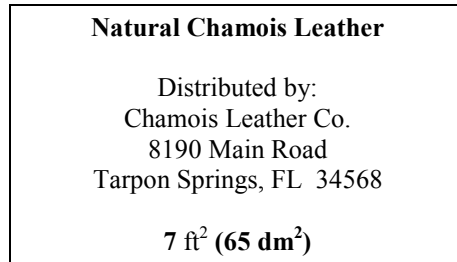 Natural Chamois Leather
Distributed by:
Chamois Leather Co.
8190 Main Road
Tarpon Springs, FL  34568
7 ft² (65 dm²)